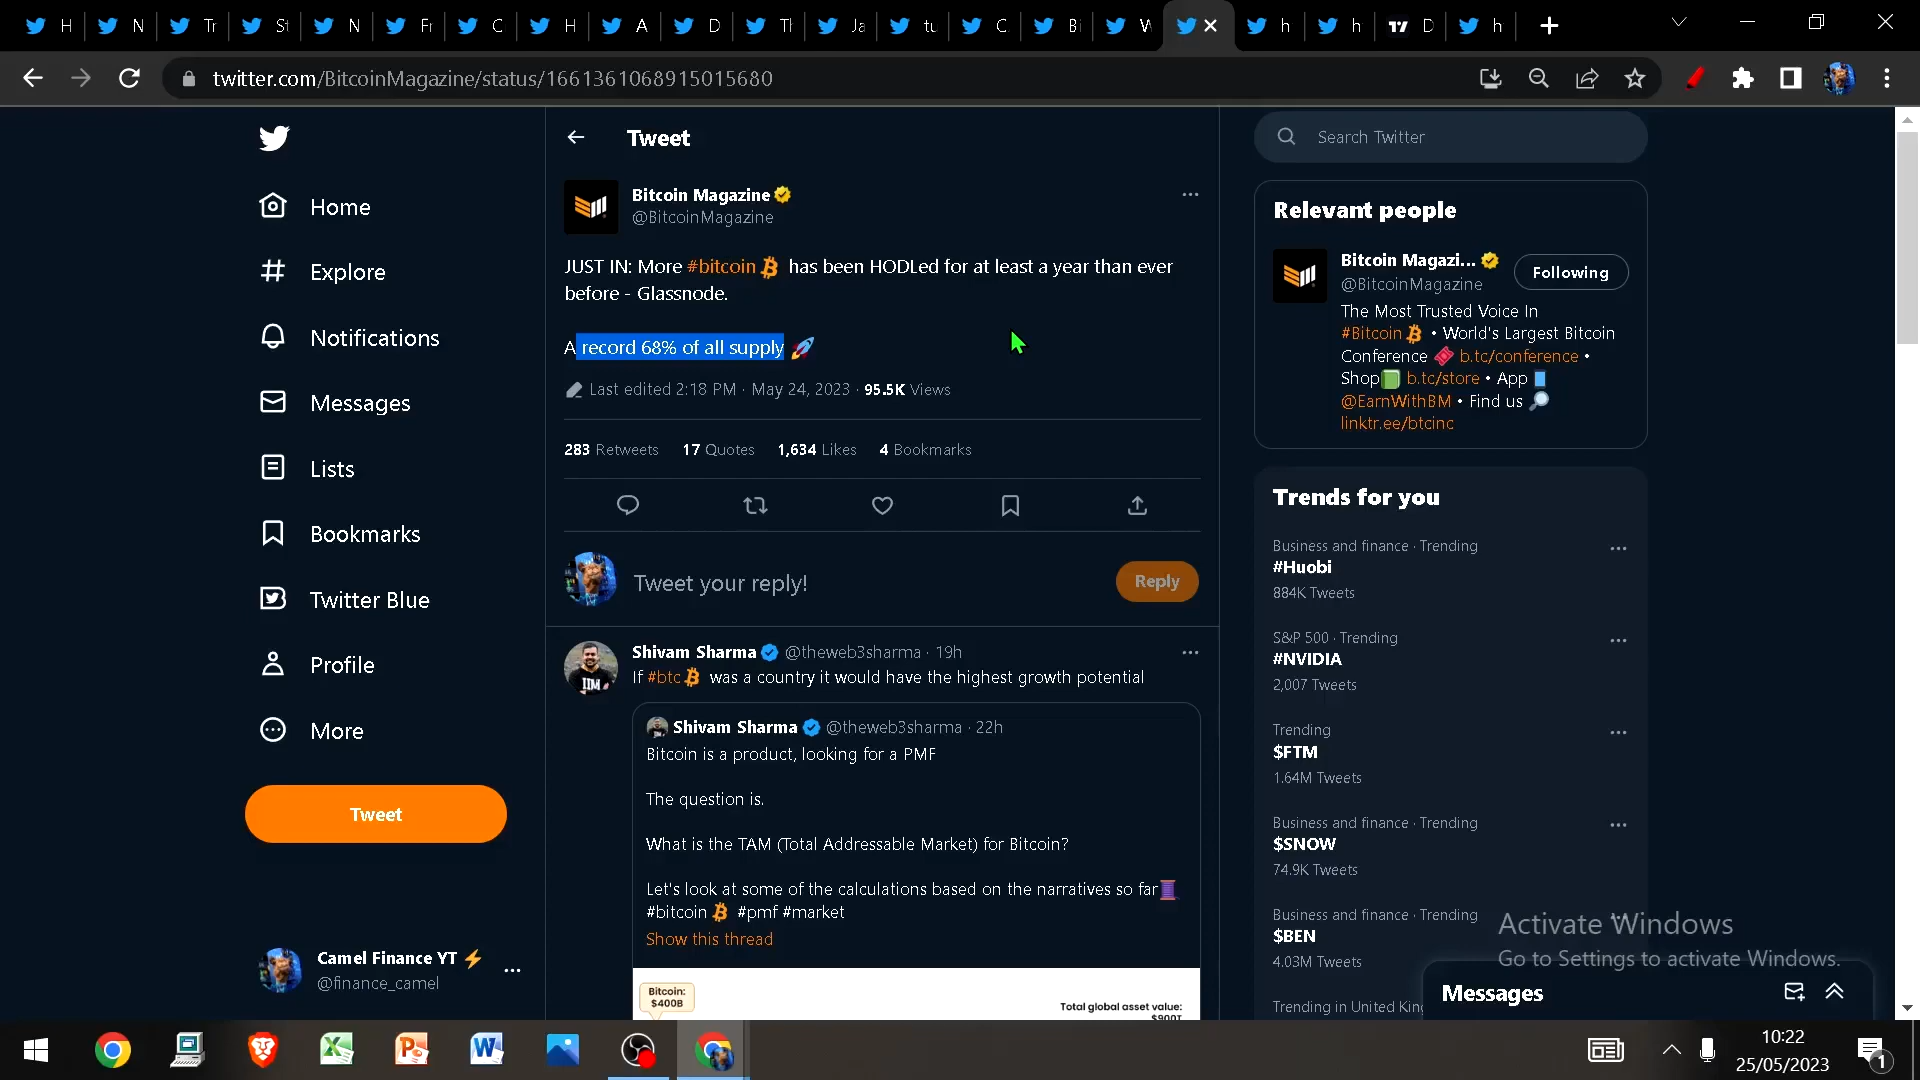 H N Tr St N Fr C H A D Th Ja tu C. Bi W h h D h
twitter.com/BitcoinMagazine/status/1661361068915015680
Tweet
Search Twitter
Home
Explore
Notifications
Messages
Lists
Bookmarks
Twitter Blue
Profile
More
Tweet
Camel Finance YT ⚡
@finance_camel
Bitcoin Magazine
@BitcoinMagazine
JUST IN: More #bitcoin has been HODLed for at least a year than ever
before - Glassnode.
A record 68% of all supply 🚀
Last edited 2:18 PM · May 24, 2023 · 95.5K Views
283 Retweets 17 Quotes 1,634 Likes 4 Bookmarks
Tweet your reply!
Reply
Shivam Sharma @theweb3sharma · 19h
If #btc was a country it would have the highest growth potential
Shivam Sharma @theweb3sharma · 22h
Bitcoin is a product, looking for a PMF
The question is.
What is the TAM (Total Addressable Market) for Bitcoin?
Let's look at some of the calculations based on the narratives so far🧵
#bitcoin #pmf #market
Show this thread
Bitcoin:
$400B
Total global asset value:
$900T
Relevant people
Bitcoin Magazi...
@BitcoinMagazine
Following
The Most Trusted Voice In
#Bitcoin • World's Largest Bitcoin
Conference 🎟 b.tc/conference •
Shop📗 b.tc/store • App📱
@EarnWithBM • Find us 🔎
linktr.ee/btcinc
Trends for you
Business and finance · Trending
#Huobi
884K Tweets
S&P 500 · Trending
#NVIDIA
2,007 Tweets
Trending
$FTM
1.64M Tweets
Business and finance · Trending
$SNOW
74.9K Tweets
Business and finance · Trending
$BEN
4.03M Tweets
Trending in United King
Activate Windows
Go to Settings to activate Windows.
Messages
10:22
25/05/2023
1